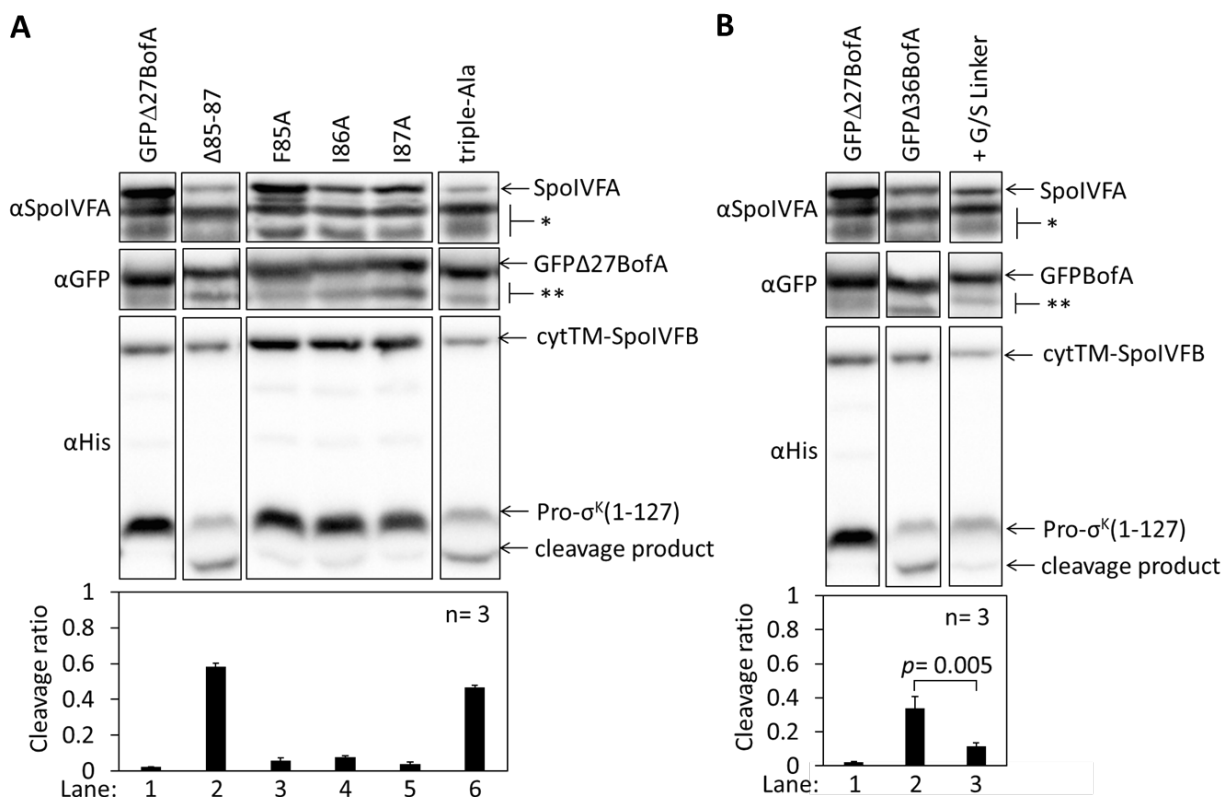 A
GFPΔ27BofA
Δ85-87
F85A
I86A
I87A
triple-Ala
αSpoIVFA
SpoIVFA
*
αGFP
GFPΔ27BofA
**
αHis
cytTM-SpoIVFB
Pro-σᴷ(1-127)
cleavage product
Cleavage ratio
1
0.8
0.6
0.4
0.2
0
n= 3
Lane: 1 2 3 4 5 6
B
GFPΔ27BofA
GFPΔ36BofA
+ G/S Linker
αSpoIVFA
SpoIVFA
*
αGFP
GFPBofA
**
αHis
cytTM-SpoIVFB
Pro-σᴷ(1-127)
cleavage product
Cleavage ratio
1
0.8
0.6
0.4
0.2
0
n= 3
p= 0.005
Lane: 1 2 3